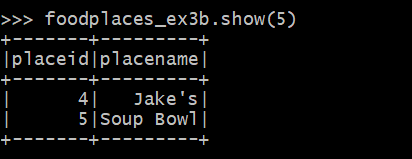 >>> foodplaces_ex3b.show(5)
+-------+---------+
|placeid|placename|
+-------+---------+
|      4|   Jake's|
|      5|Soup Bowl|
+-------+---------+